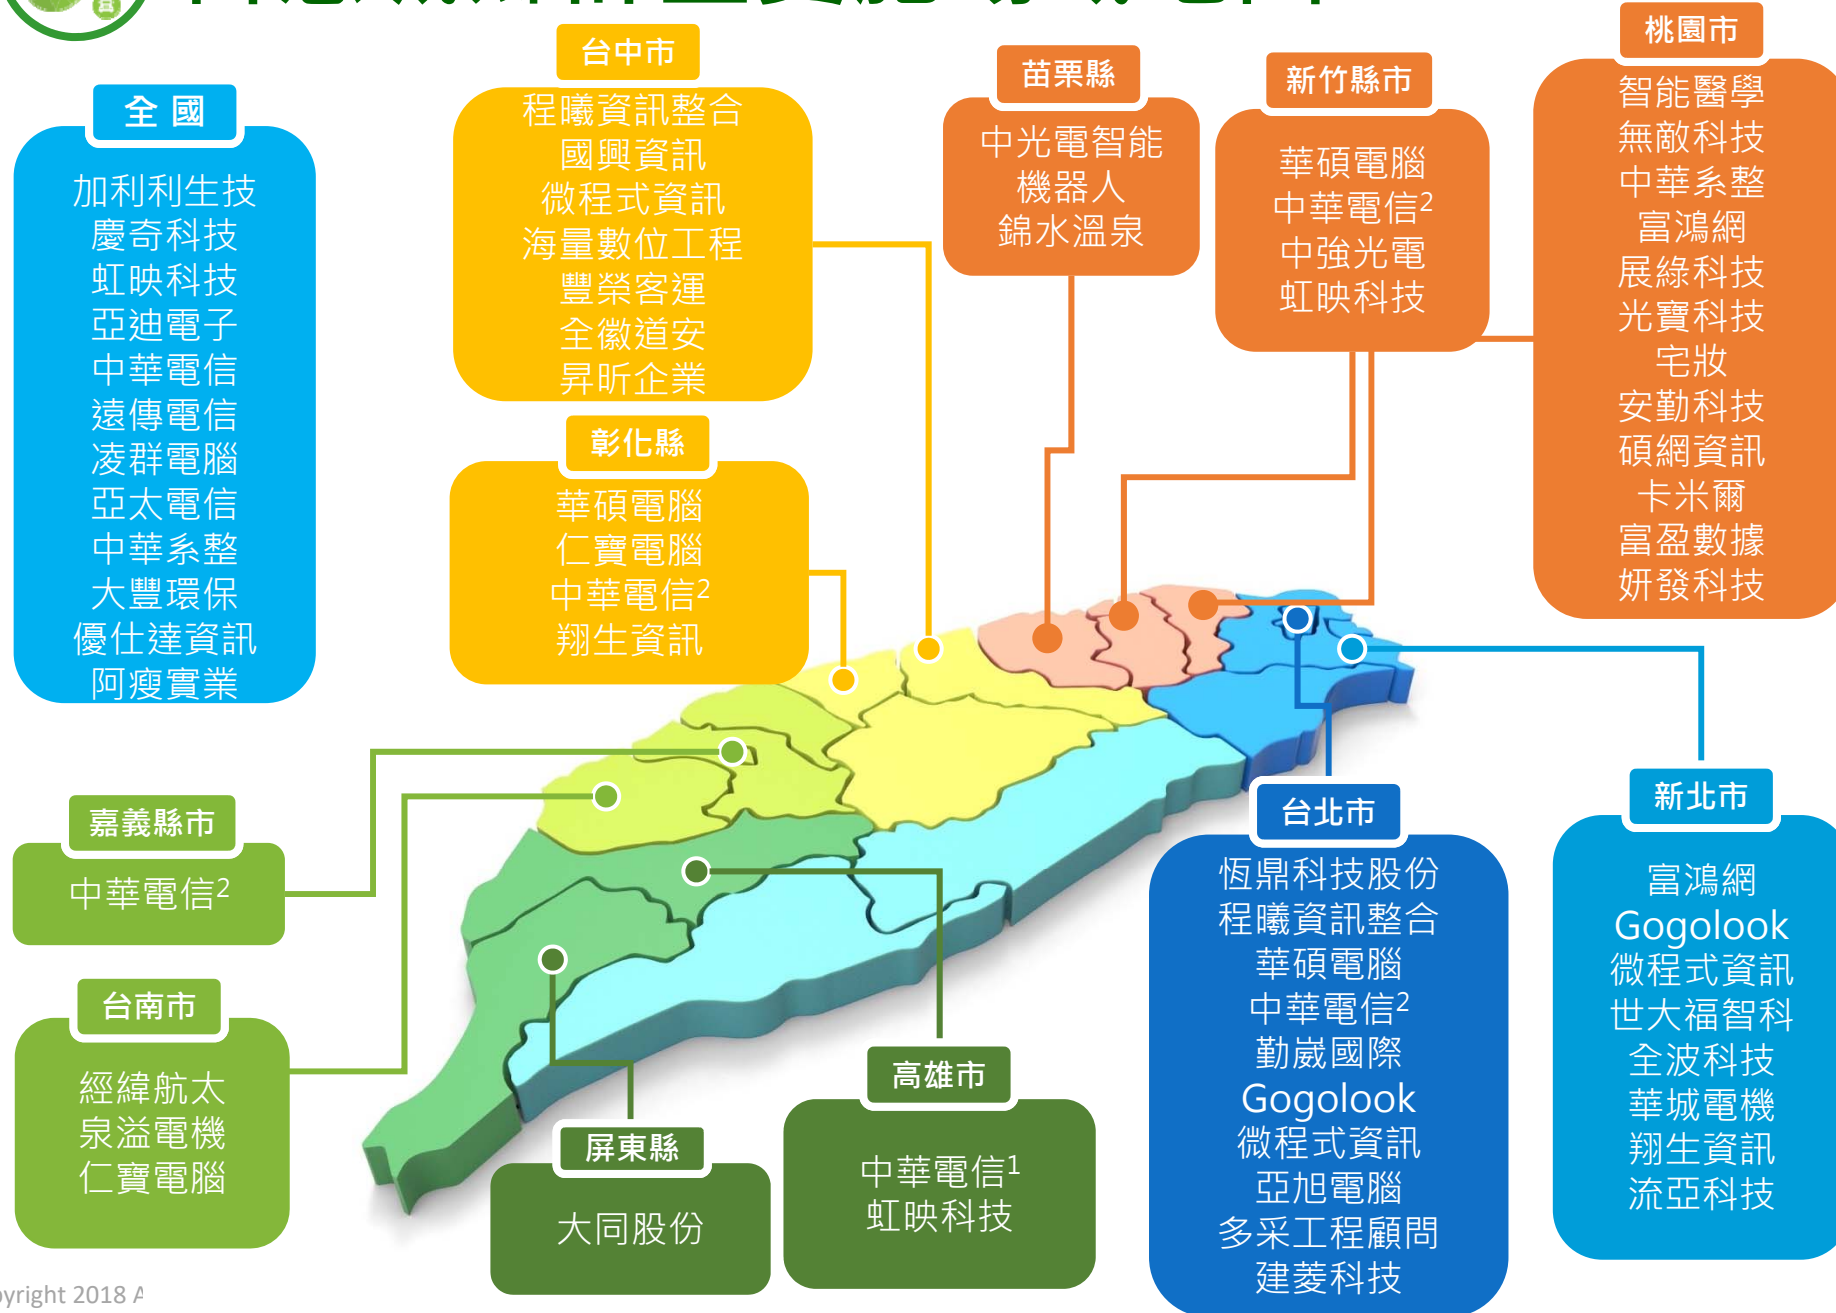 全 國
加利利生技
慶奇科技
虹映科技
亞迪電子
中華電信
遠傳電信
凌群電腦
亞太電信
中華系整
大豐環保
優仕達資訊
阿瘦實業
台中市
程曦資訊整合
國興資訊
微程式資訊
海量數位工程
豐榮客運
全徽道安
昇昕企業
彰化縣
華碩電腦
仁寶電腦
中華電信2
翔生資訊
苗栗縣
中光電智能
機器人
錦水溫泉
新竹縣市
華碩電腦
中華電信2
中強光電
虹映科技
桃園市
智能醫學
無敵科技
中華系整
富鴻網
展綠科技
光寶科技
宅妝
安勤科技
碩網資訊
卡米爾
富盈數據
妍發科技
嘉義縣市
中華電信2
台南市
經緯航太
泉溢電機
仁寶電腦
屏東縣
大同股份
高雄市
中華電信1
虹映科技
台北市
恆鼎科技股份
程曦資訊整合
華碩電腦
中華電信2
勤崴國際
Gogolook
微程式資訊
亞旭電腦
多采工程顧問
建菱科技
新北市
富鴻網
Gogolook
微程式資訊
世大福智科
全波科技
華城電機
翔生資訊
流亞科技
pyright 2018 A